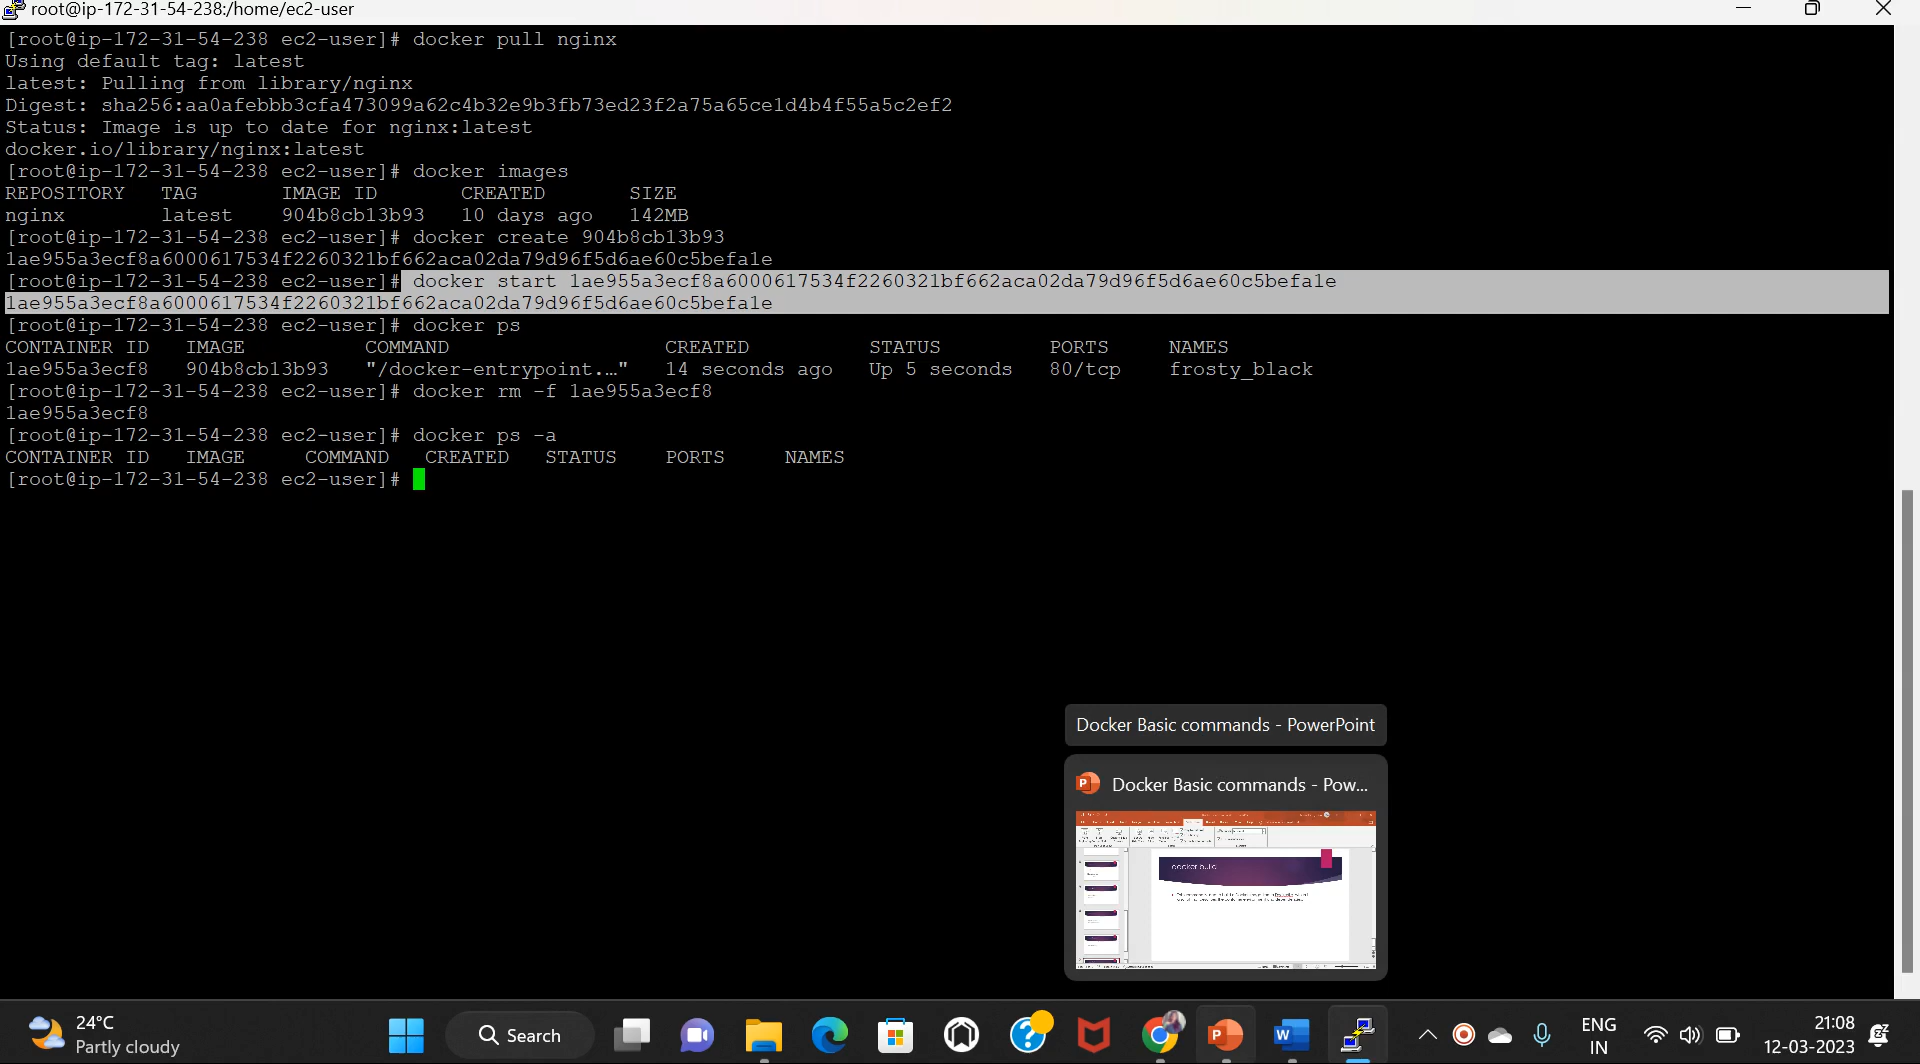 root@ip-172-31-54-238:/home/ec2-user
[root@ip-172-31-54-238 ec2-user]# docker pull nginx
Using default tag: latest
latest: Pulling from library/nginx
Digest: sha256:aa0afebbb3cfa473099a62c4b32e9b3fb73ed23f2a75a65ce1d4b4f55a5c2ef2
Status: Image is up to date for nginx:latest
docker.io/library/nginx:latest
[root@ip-172-31-54-238 ec2-user]# docker images
REPOSITORY TAG IMAGE ID CREATED SIZE
nginx latest 904b8cb13b93 10 days ago 142MB
[root@ip-172-31-54-238 ec2-user]# docker create 904b8cb13b93
1ae955a3ecf8a6000617534f2260321bf662aca02da79d96f5d6ae60c5befa1e
[root@ip-172-31-54-238 ec2-user]# docker start 1ae955a3ecf8a6000617534f2260321bf662aca02da79d96f5d6ae60c5befa1e
1ae955a3ecf8a6000617534f2260321bf662aca02da79d96f5d6ae60c5befa1e
[root@ip-172-31-54-238 ec2-user]# docker ps
CONTAINER ID IMAGE COMMAND CREATED STATUS PORTS NAMES
1ae955a3ecf8 904b8cb13b93 "/docker-entrypoint.…" 14 seconds ago Up 5 seconds 80/tcp frosty_black
[root@ip-172-31-54-238 ec2-user]# docker rm -f 1ae955a3ecf8
1ae955a3ecf8
[root@ip-172-31-54-238 ec2-user]# docker ps -a
CONTAINER ID IMAGE COMMAND CREATED STATUS PORTS NAMES
[root@ip-172-31-54-238 ec2-user]#
Docker Basic commands - PowerPoint
Docker Basic commands - Pow...
docker build
24°C
Partly cloudy
Search
ENG
IN
21:08
12-03-2023